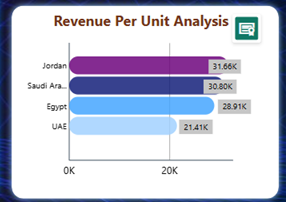 Revenue Per Unit Analysis
Jordan 31.66K
Saudi Ara... 30.80K
Egypt 28.91K
UAE 21.41K
0K 20K